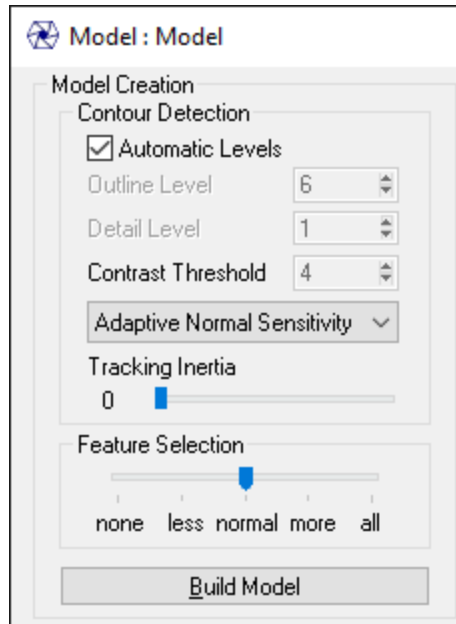 Model : Model
Model Creation
Contour Detection
Automatic Levels
Outline Level 6
Detail Level 1
Contrast Threshold 4
Adaptive Normal Sensitivity
Tracking Inertia
0
Feature Selection
none less normal more all
Build Model